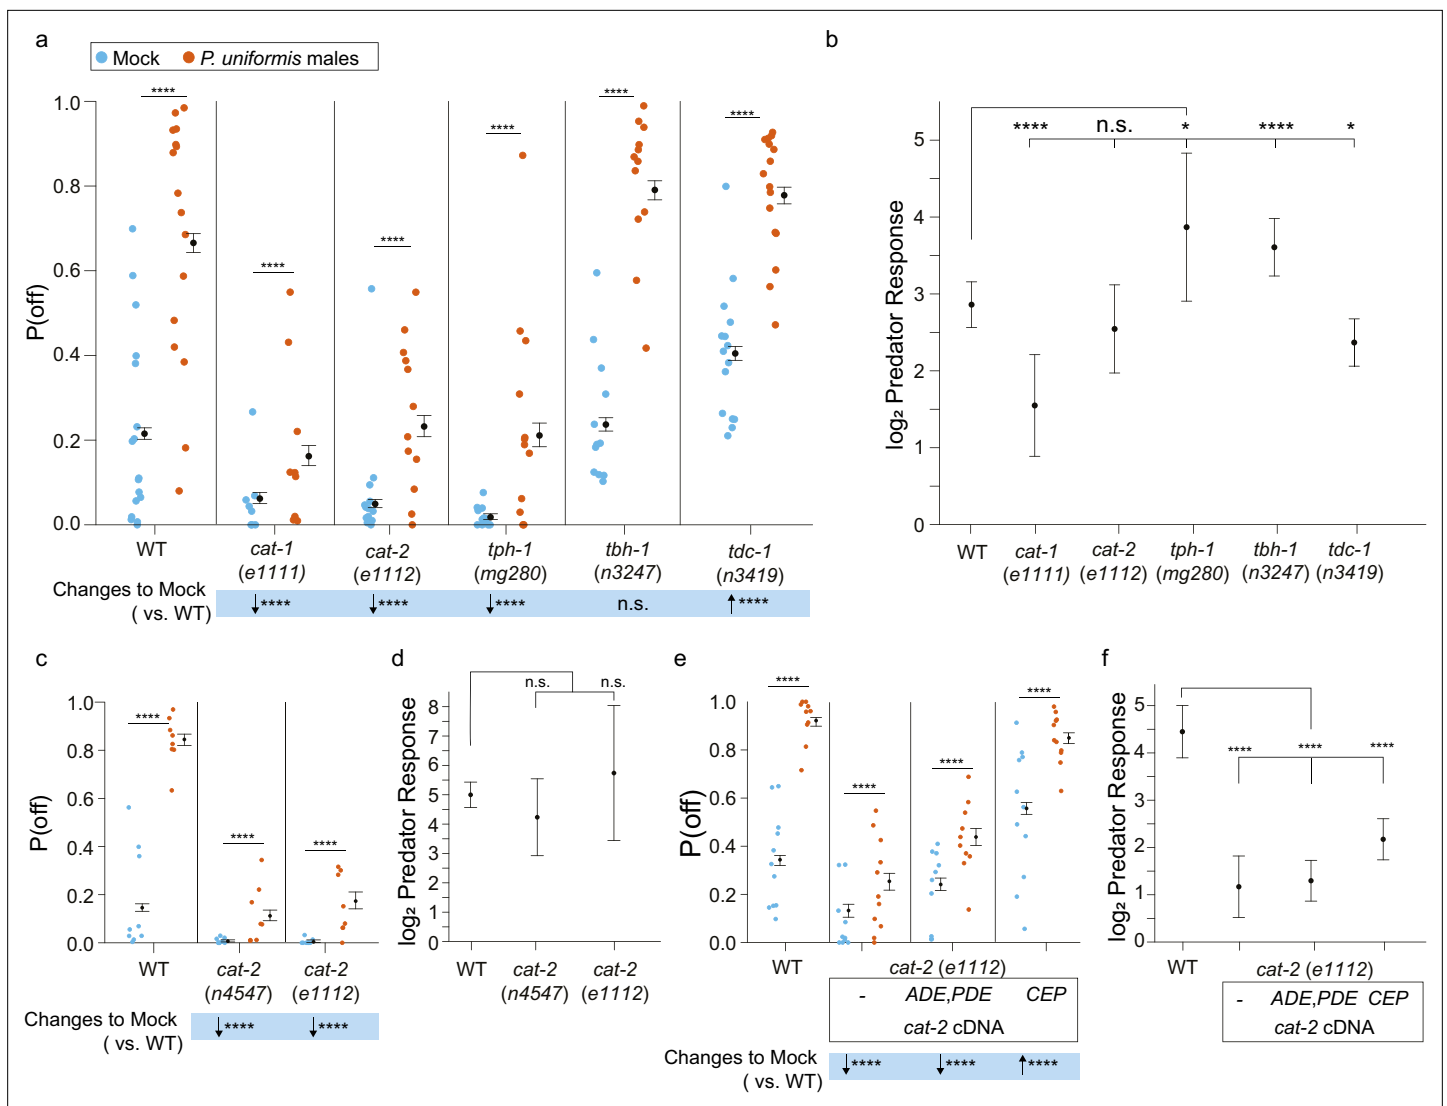 a
Mock P. uniformis males
P(off)
1.0
0.8
0.6
0.4
0.2
0.0
**** **** **** **** **** ****
WT cat-1 (e1111) cat-2 (e1112) tph-1 (mg280) tbh-1 (n3247) tdc-1 (n3419)
Changes to Mock ( vs. WT)
↓**** ↓**** ↓**** n.s. ↑****
b
log₂ Predator Response
5
4
3
2
1
0
**** n.s. * **** *
WT cat-1 (e1111) cat-2 (e1112) tph-1 (mg280) tbh-1 (n3247) tdc-1 (n3419)
c
P(off)
1.0
0.8
0.6
0.4
0.2
0.0
**** **** ****
WT cat-2 (n4547) cat-2 (e1112)
Changes to Mock ( vs. WT)
↓**** ↓****
d
log₂ Predator Response
8
7
6
5
4
3
2
1
0
n.s. n.s.
WT cat-2 (n4547) cat-2 (e1112)
e
P(off)
1.0
0.8
0.6
0.4
0.2
0.0
**** **** **** ****
WT cat-2 (e1112)
- ADE,PDE CEP
cat-2 cDNA
Changes to Mock ( vs. WT)
↓**** ↓**** ↑****
f
log₂ Predator Response
5
4
3
2
1
0
**** **** ****
WT cat-2 (e1112)
- ADE,PDE CEP
cat-2 cDNA